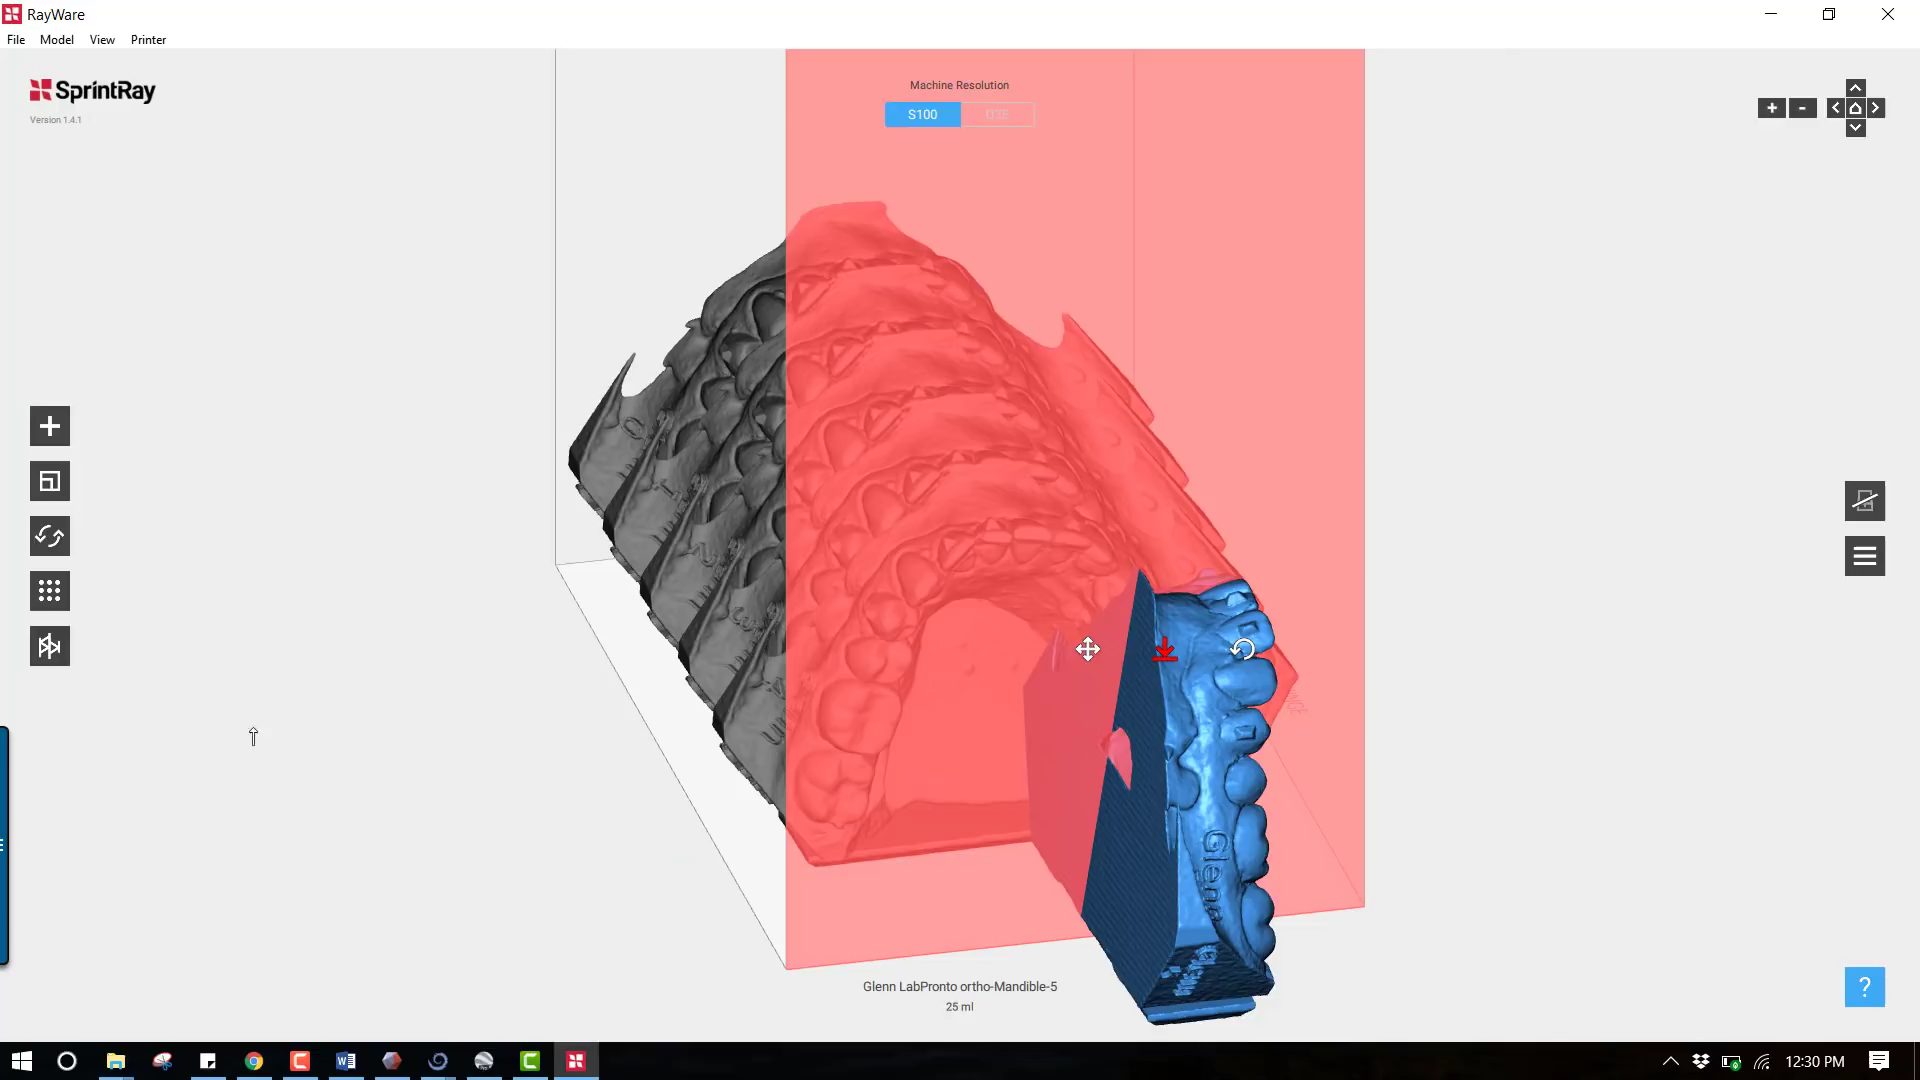 RayWare
File Model View Printer
SprintRay
Version 1.4.1
Machine Resolution
S100
Glenn
Glenn LabPronto ortho-Mandible-5
25 ml
?
12:30 PM